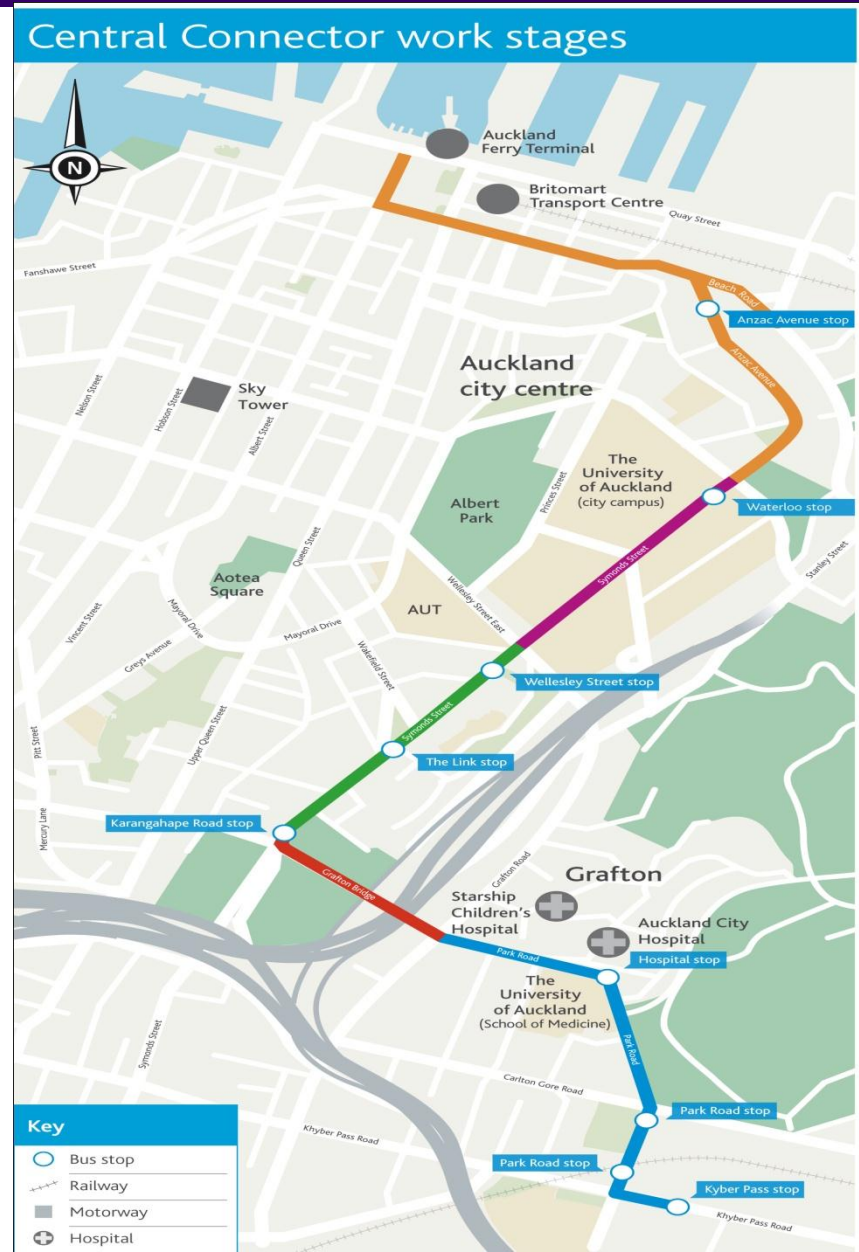 Central Connector work stages
N
Auckland
Ferry Terminal
Britomart
Transport Centre
Quay Street
Fanshawe Street
Beach Road
Anzac Avenue stop
Anzac Avenue
Auckland
city centre
Sky
Tower
Nelson Street
Hobson Street
Albert Street
The
University
of Auckland
(city campus)
Albert
Park
Princes Street
Waterloo stop
Symonds Street
Stanley Street
Queen Street
Aotea
Square
Vincent Street
Mayoral Drive
Greys Avenue
Mayoral Drive
AUT
Wellesley Street East
Wakefield Street
Wellesley Street stop
Symonds Street
Upper Queen Street
Pitt Street
The Link stop
Mercury Lane
Karangahape Road stop
Grafton Bridge
Grafton Road
Grafton
Starship
Children's
Hospital
Auckland City
Hospital
Hospital stop
Park Road
The
University
of Auckland
(School of Medicine)
Park Road
Symonds Street
Carlton Gore Road
Park Road stop
Khyber Pass Road
Park Road stop
Kyber Pass stop
Khyber Pass Road
Key
Bus stop
Railway
Motorway
Hospital